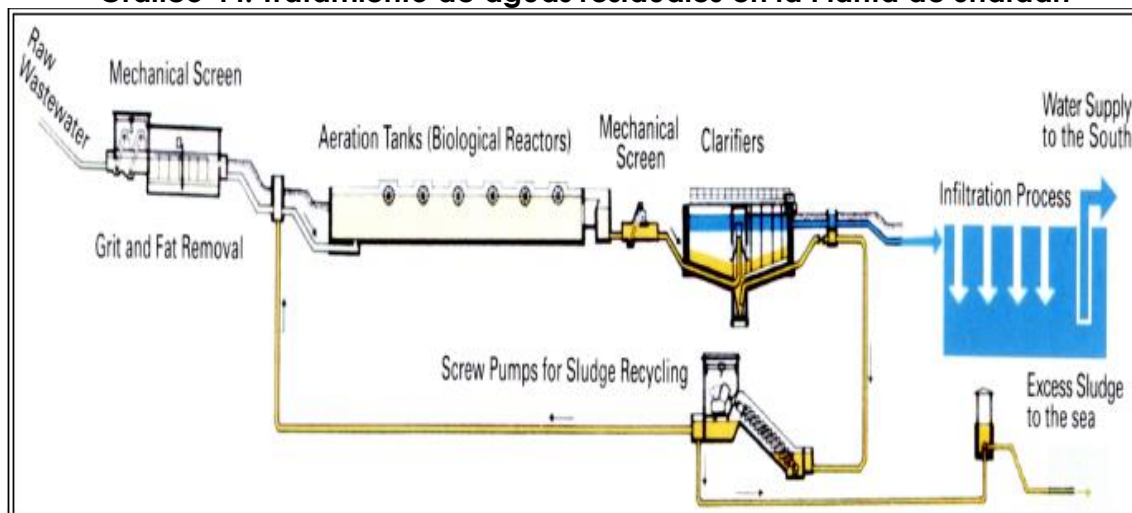 Raw
Wastewater
Mechanical Screen
Grit and Fat Removal
Aeration Tanks (Biological Reactors)
Mechanical
Screen
Clarifiers
Infiltration Process
Water Supply
to the South
Screw Pumps for Sludge Recycling
Excess Sludge
to the sea